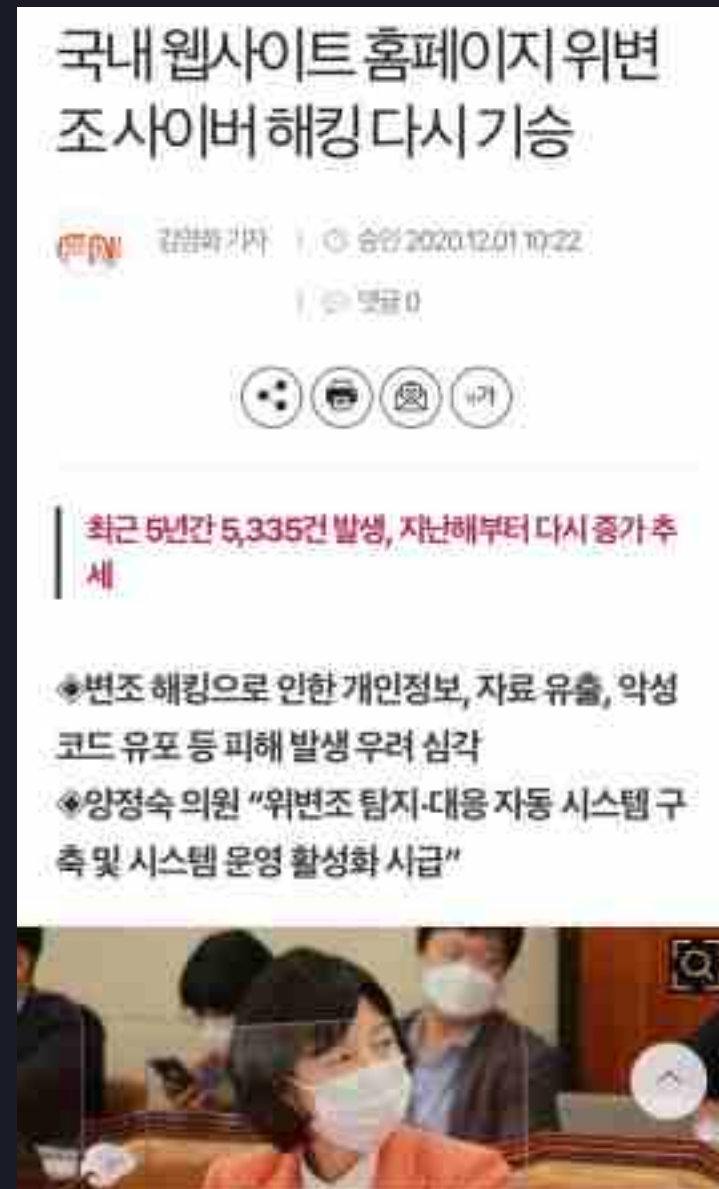 국내 웹사이트 홈페이지 위변
조 사이버 해킹 다시 기승
기자
승인 2020.12.01 10:22
댓글 0
가
최근 5년간 5,335건 발생, 지난해부터 다시 증가 추
세
◈변조 해킹으로 인한 개인정보, 자료 유출, 악성
코드 유포 등 피해 발생 우려 심각
◈양정숙 의원 “위변조 탐지·대응 자동 시스템 구
축 및 시스템 운영 활성화 시급”